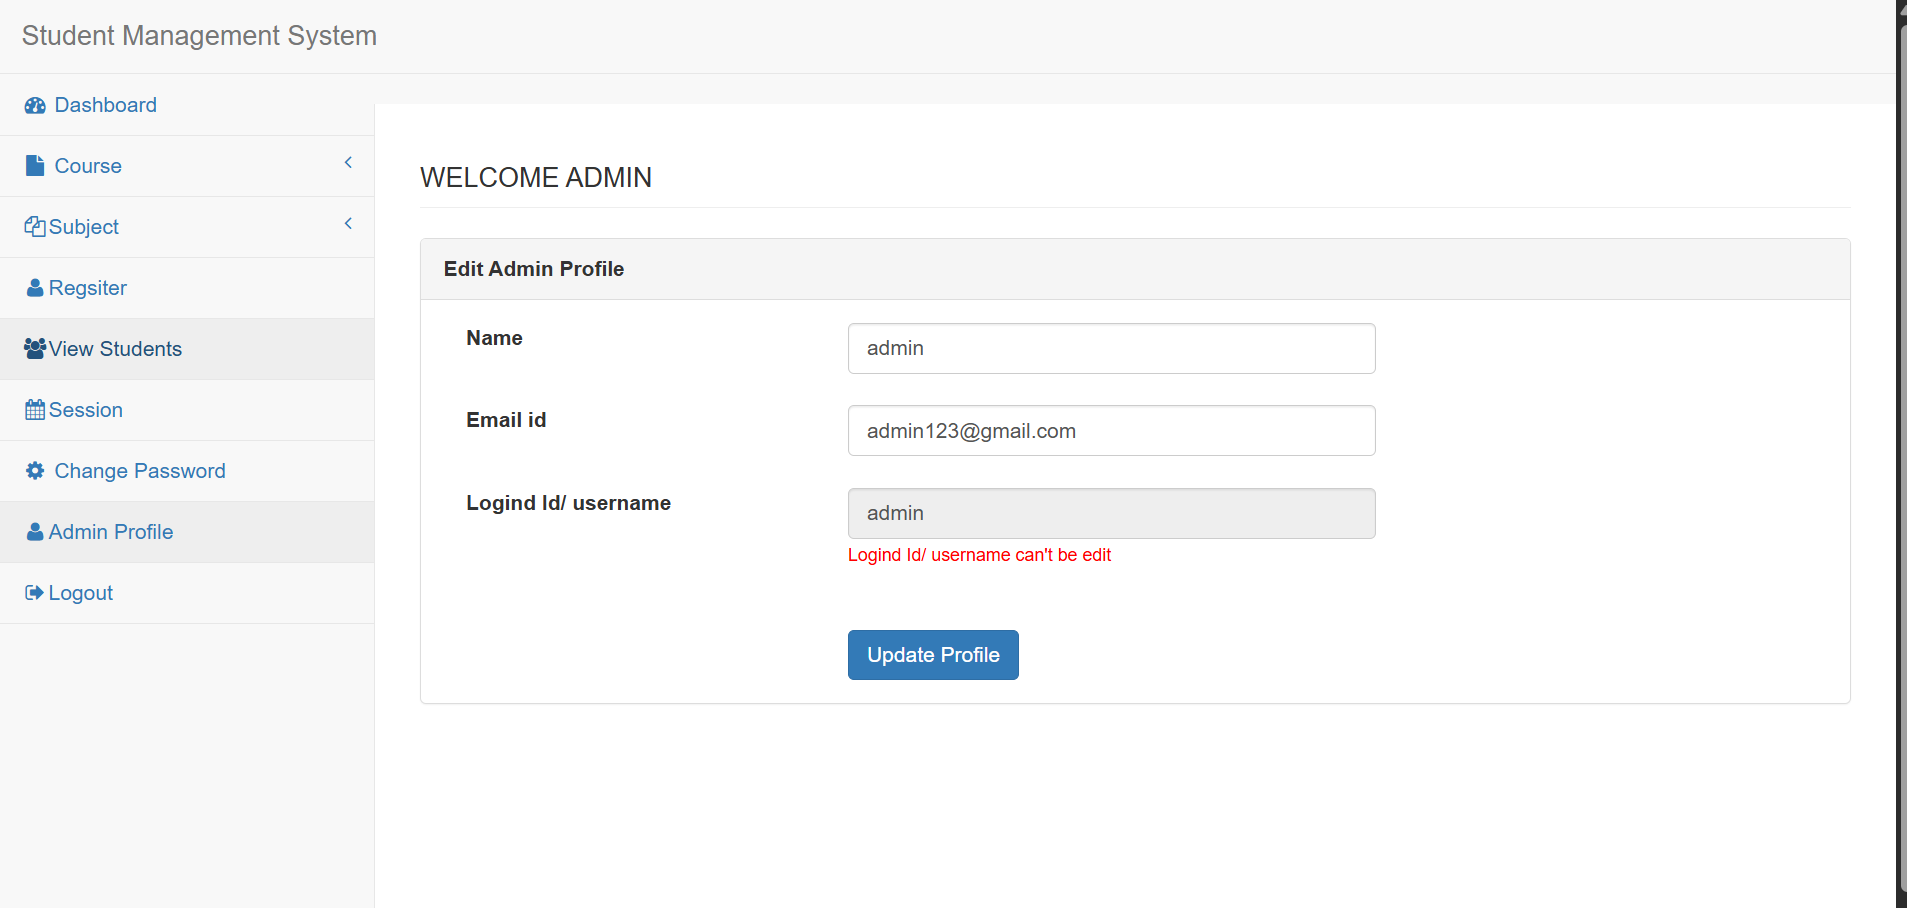 Student Management System
Dashboard
Course
Subject
Regsiter
View Students
Session
Change Password
Admin Profile
Logout
WELCOME ADMIN
Edit Admin Profile
Name
admin
Email id
admin123@gmail.com
Logind Id/ username
admin
Logind Id/ username can't be edit
Update Profile